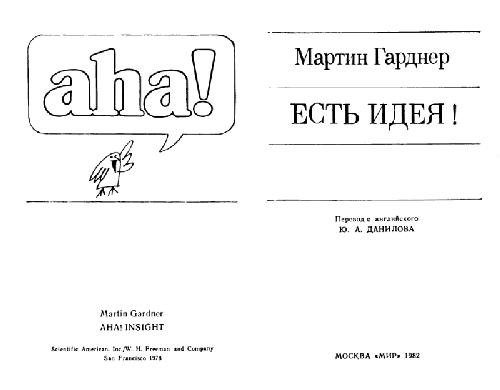 aha!
Martin Gardner
AHA! INSIGHT
Scientific American, Inc./W. H. Freeman and Company
San Francisco 1978
Мартин Гарднер
ЕСТЬ ИДЕЯ!
Перевод с английского
Ю. А. ДАНИЛОВА
МОСКВА «МИР» 1982